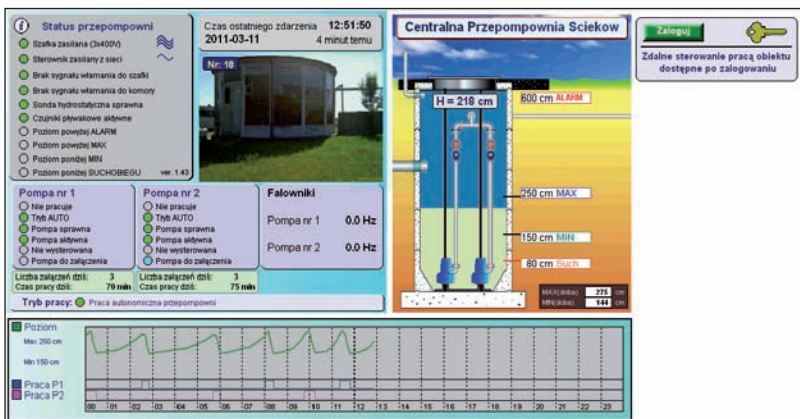 Status przepompowni
Szafka zasilana (3x400V)
Sterownik zasilany z sieci
Brak sygnału włamania do szafki
Brak sygnału włamania do komory
Sonda hydrostatyczna sprawna
Czujniki pływakowe aktywne
Poziom powyżej ALARM
Poziom powyżej MAX
Poziom poniżej MIN
Poziom poniżej SUCHOBIEGU
ver. 1.43
Czas ostatniego zdarzenia 12:51:50
2011-03-11 4 minut temu
Nr: 18
Pompa nr 1
Nie pracuje
Tryb AUTO
Pompa sprawna
Pompa aktywna
Nie wysterowana
Pompa do załączenia
Liczba załączeń dziś: 3
Czas pracy dziś: 70 min
Pompa nr 2
Nie pracuje
Tryb AUTO
Pompa sprawna
Pompa aktywna
Nie wysterowana
Pompa do załączenia
Liczba załączeń dziś: 3
Czas pracy dziś: 75 min
Falowniki
Pompa nr 1 0.0 Hz
Pompa nr 2 0.0 Hz
Tryb pracy: Praca autonomiczna przepompowni
Centralna Przepompownia Sciekow
H = 218 cm
600 cm ALARM
250 cm MAX
150 cm MIN
80 cm Such
MAX(doba) 275 cm
MIN(doba) 144 cm
Zaloguj
Zdalne sterowanie pracą obiektu
dostępne po zalogowaniu
Poziom
Max 250 cm
Min 150 cm
Praca P1
Praca P2
00 01 02 03 04 05 06 07 08 09 10 11 12 13 14 15 16 17 18 19 20 21 22 23